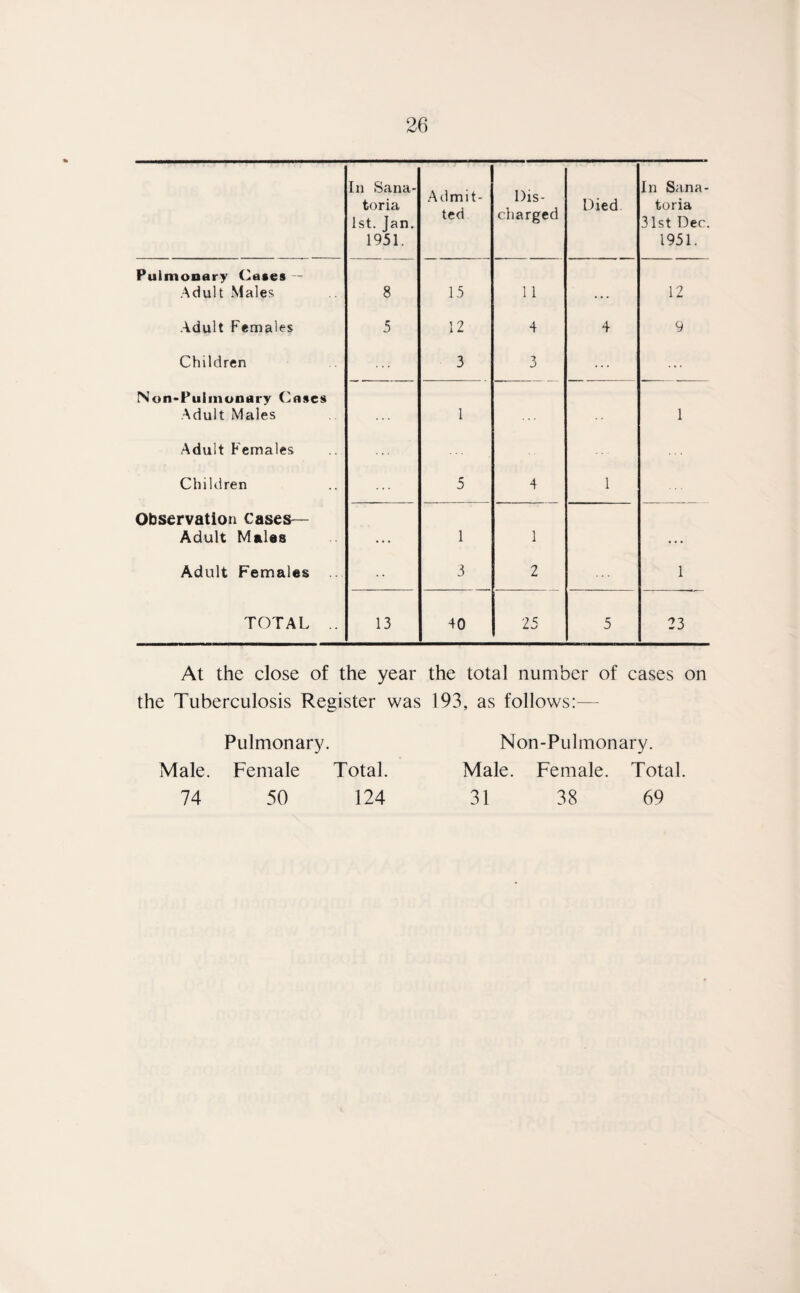 26
In Sana-
toria
1st. Jan.
1951.
Admit-
ted
Dis-
charged
Died.
In Sana-
toria
31st Dec.
1951.
Pulmonary Cases —
Adult Males .. 8 15 11 ... 12
Adult Females 5 12 4 4 9
Children .. ... 3 3 ... ...
Non-Pulmonary Cases
Adult Males .. ... 1 ... .. 1
Adult Females .. ... ... .. ...
Children .. ... 5 4 1 ...
Observation Cases—
Adult Males .. ... 1 1 ...
Adult Females .. .. 3 2 ... 1
TOTAL .. 13 40 25 5 23
At the close of the year the total number of cases on
the Tuberculosis Register was 193, as follows:—
Pulmonary. Non-Pulmonary.
Male. Female Total. Male. Female. Total.
74 50 124 31 38 69